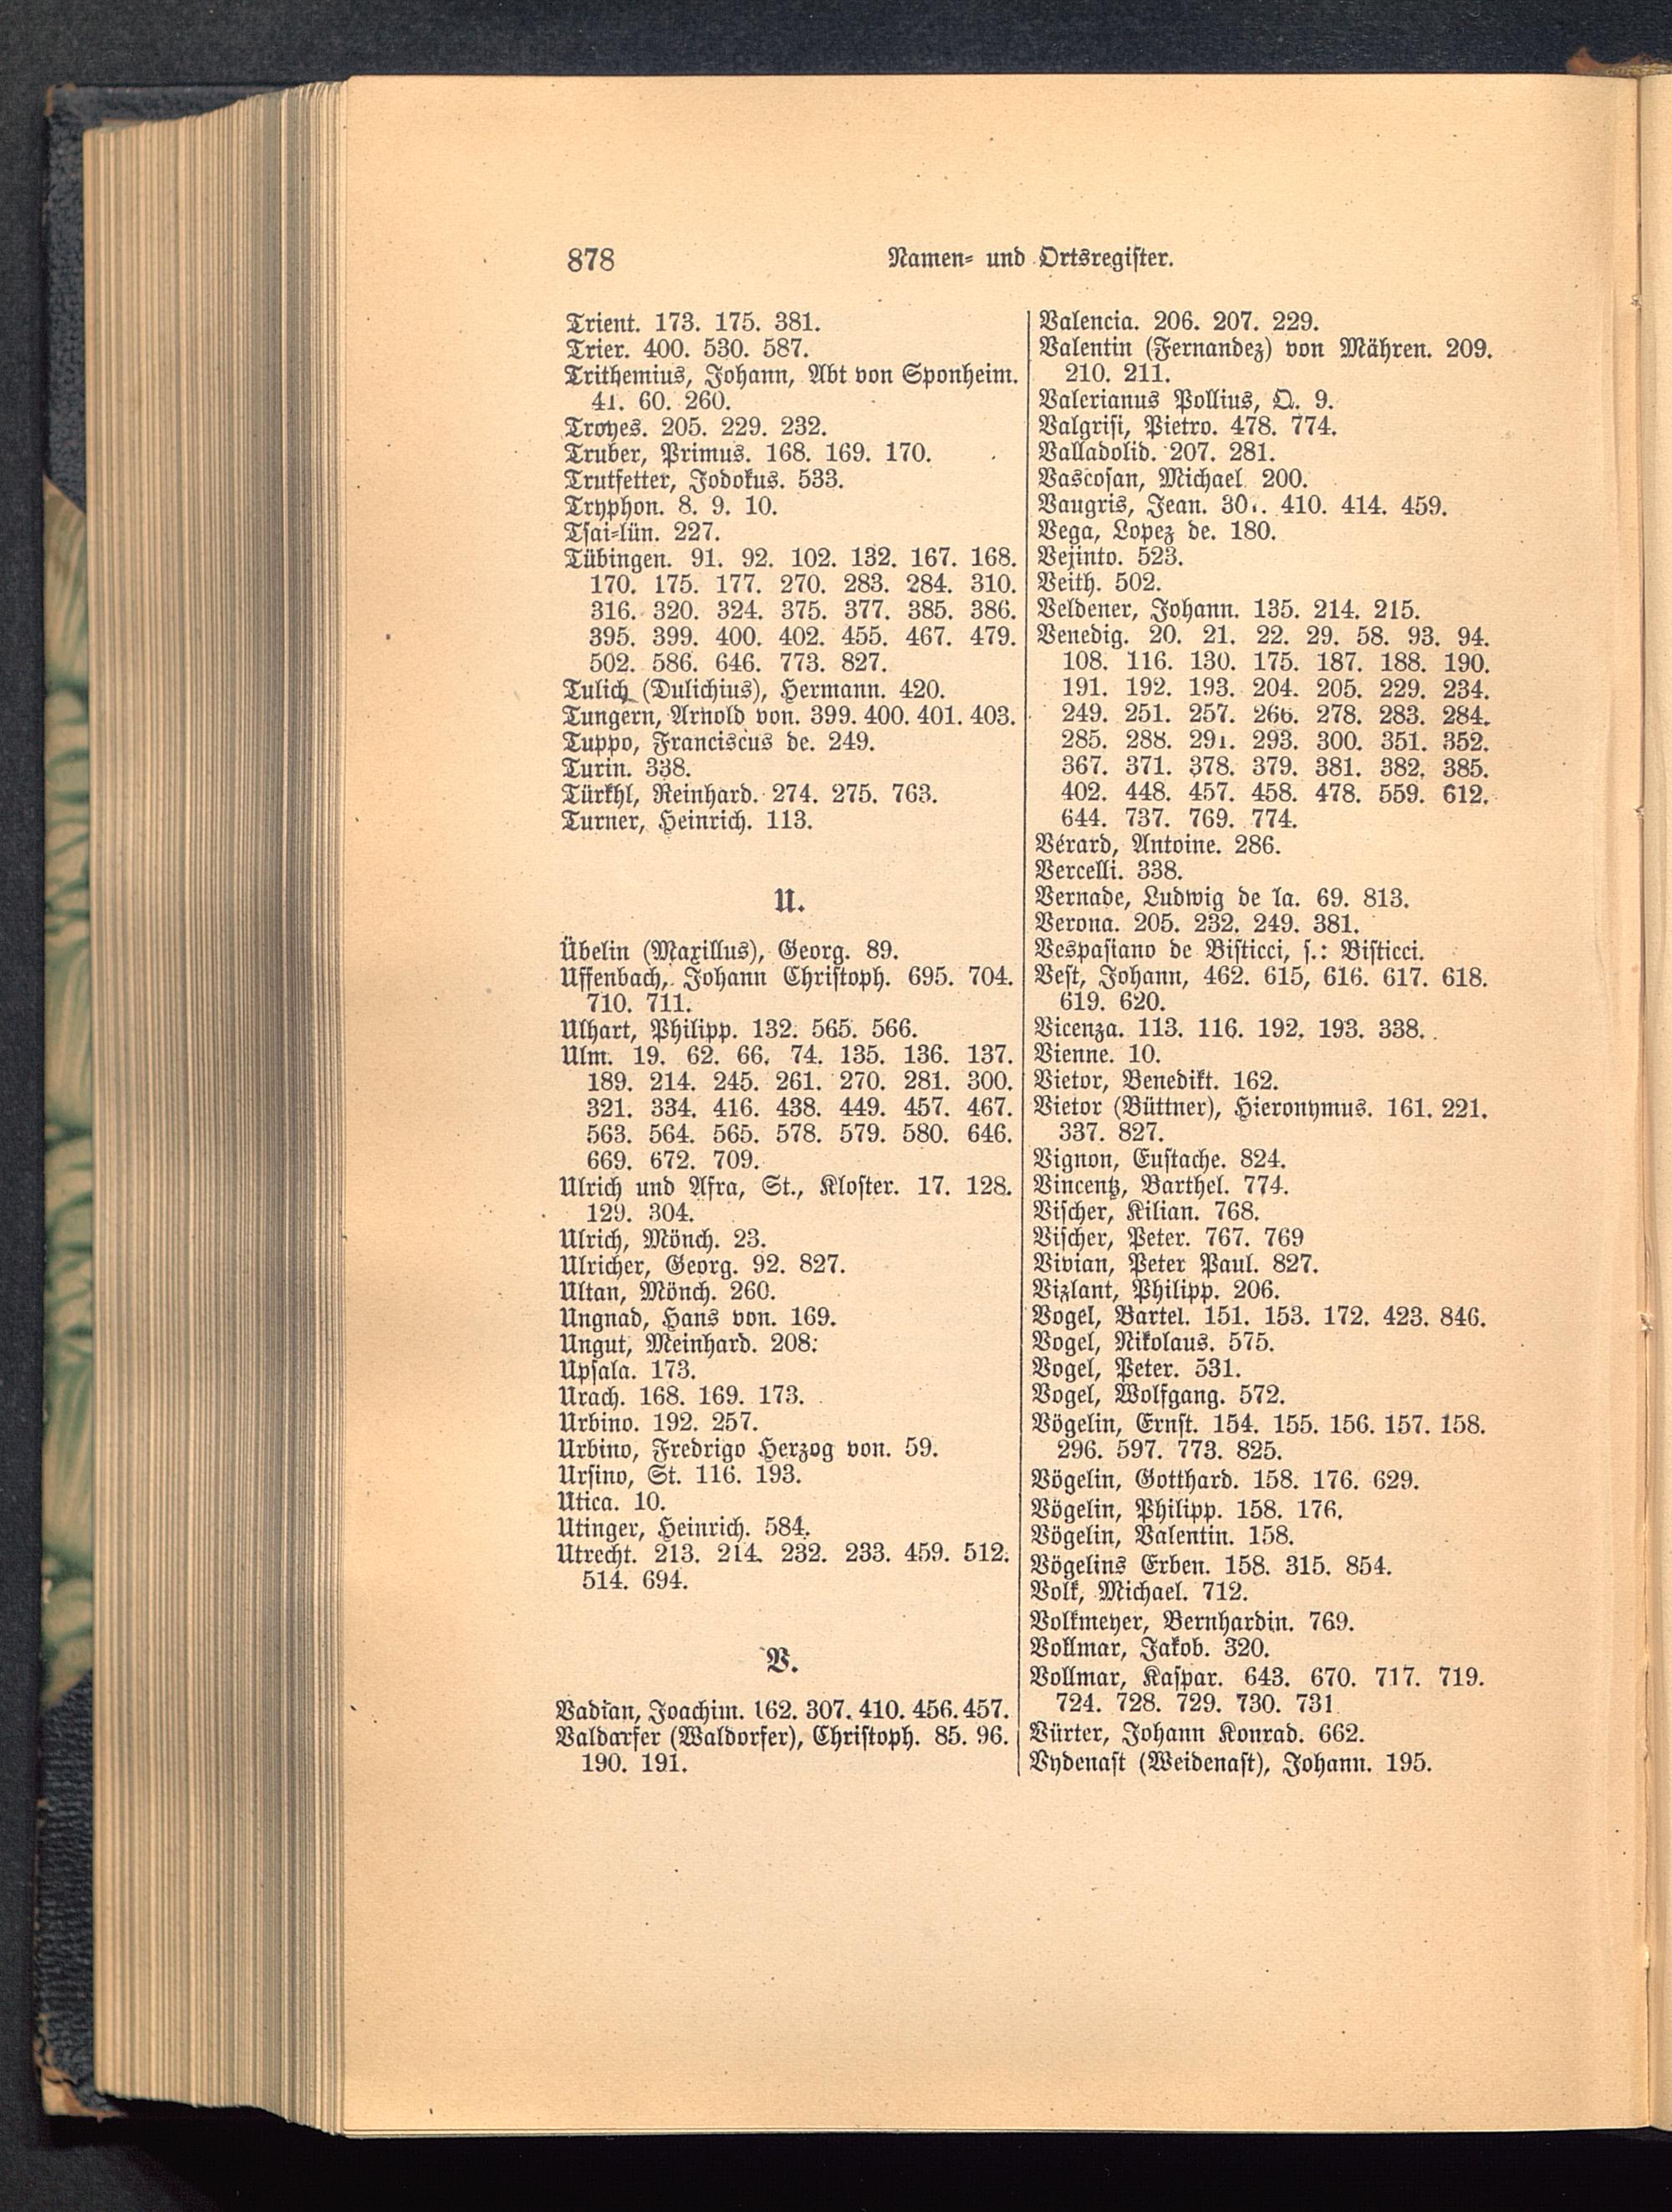 878
Namen- und Ortsregister.
Trient. 173. 175. 381.
Trier. 400. 530. 587.
Trithemius, Johann, Abt von Sponheim.
41. 60. 260.
Troyes. 205. 229. 232.
Truber, Primus. 168. 169. 170.
Trutfetter, Jodokus. 533.
Tryphon. 8. 9. 10.
Tsai-lün. 227.
Tübingen. 91. 92. 102. 132. 167. 168.
170. 175. 177. 270. 283. 284. 310.
316. 320. 324. 375. 377. 385. 386.
395. 399. 400. 402. 455. 467. 479.
502. 586. 646. 773. 827.
Tulich (Dulichius), Hermann. 420.
Tungern, Arnold von. 399. 400. 401. 403.
Tuppo, Franciscus de. 249.
Turin. 338.
Türkhl, Reinhard. 274. 275. 763.
Turner, Heinrich. 113.
U.
Übelin (Maxillus), Georg. 89.
Uffenbach, Johann Christoph. 695. 704.
710. 711.
Ulhart, Philipp. 132. 565. 566.
Ulm. 19. 62. 66. 74. 135. 136. 137.
189. 214. 245. 261. 270. 281. 300.
321. 334. 416. 438. 449. 457. 467.
563. 564. 565. 578. 579. 580. 646.
669. 672. 709.
Ulrich und Afra, St., Kloster. 17. 128.
129. 304.
Ulrich, Mönch. 23.
Ulricher, Georg. 92. 827.
Ultan, Mönch. 260.
Ungnad, Hans von. 169.
Ungut, Meinhard. 208.
Upsala. 173.
Urach. 168. 169. 173.
Urbino. 192. 257.
Urbino, Fredrigo Herzog von. 59.
Ursino, St. 116. 193.
Utica. 10.
Utinger, Heinrich. 584.
Utrecht. 213. 214. 232. 233. 459. 512.
514. 694.
V.
Vadian, Joachim. 162. 307. 410. 456. 457.
Valdarfer (Waldorfer), Christoph. 85. 96.
190. 191.
Valencia. 206. 207. 229.
Valentin (Fernandez) von Mähren. 209.
210. 211.
Valerianus Pollius, Q. 9.
Valgrisi, Pietro. 478. 774.
Valladolid. 207. 281.
Vascosan, Michael 200.
Vaugris, Jean. 410. 414. 459.
Vega, Lopez de. 180.
Vejinto. 523.
Veith. 502.
Veldener, Johann. 135. 214. 215.
Venedig. 20. 21. 22. 29. 58. 93. 94.
108. 116. 130. 175. 187. 188. 190.
191. 192. 193. 204. 205. 229. 234.
249. 251. 257. 266. 278. 283. 284.
285. 288. 291. 293. 300. 351. 352.
367. 371. 378. 379. 381. 382. 385.
402. 448. 457. 458. 478. 559. 612.
644. 737. 769. 774.
Vérard, Antoine. 286.
Vercelli. 338.
Vernade, Ludwig de la. 69. 813.
Verona. 205. 232. 249. 381.
Vespasiano de Bisticci, s.: Bisticci.
Vest, Johann, 462. 615, 616. 617. 618.
619. 620.
Vicenza. 113. 116. 192. 193. 338.
Vienne. 10.
Vietor, Benedikt. 162.
Vietor (Büttner), Hieronymus. 161. 221.
337. 827.
Vignon, Eustache. 824.
Vincentz, Barthel. 774.
Vischer, Kilian. 768.
Vischer, Peter. 767. 769
Vivian, Peter Paul. 827.
Vizlant, Philipp. 206.
Vogel, Bartel. 151. 153. 172. 423. 846.
Vogel, Nikolaus. 575.
Vogel, Peter. 531.
Vogel, Wolfgang. 572.
Vögelin, Ernst. 154. 155. 156. 157. 158.
296. 597. 773. 825.
Vögelin, Gotthard. 158. 176. 629.
Vögelin, Philipp. 158. 176.
Vögelin, Valentin. 158.
Vögelins Erben. 158. 315. 854.
Volk, Michael. 712.
Volkmeyer, Bernhardin. 769.
Vollmar, Jakob. 320.
Vollmar, Kaspar. 643. 670. 717. 719.
724. 728. 729. 730. 731
Vürter, Johann Konrad. 662.
Vydenast (Weidenast), Johann. 195.